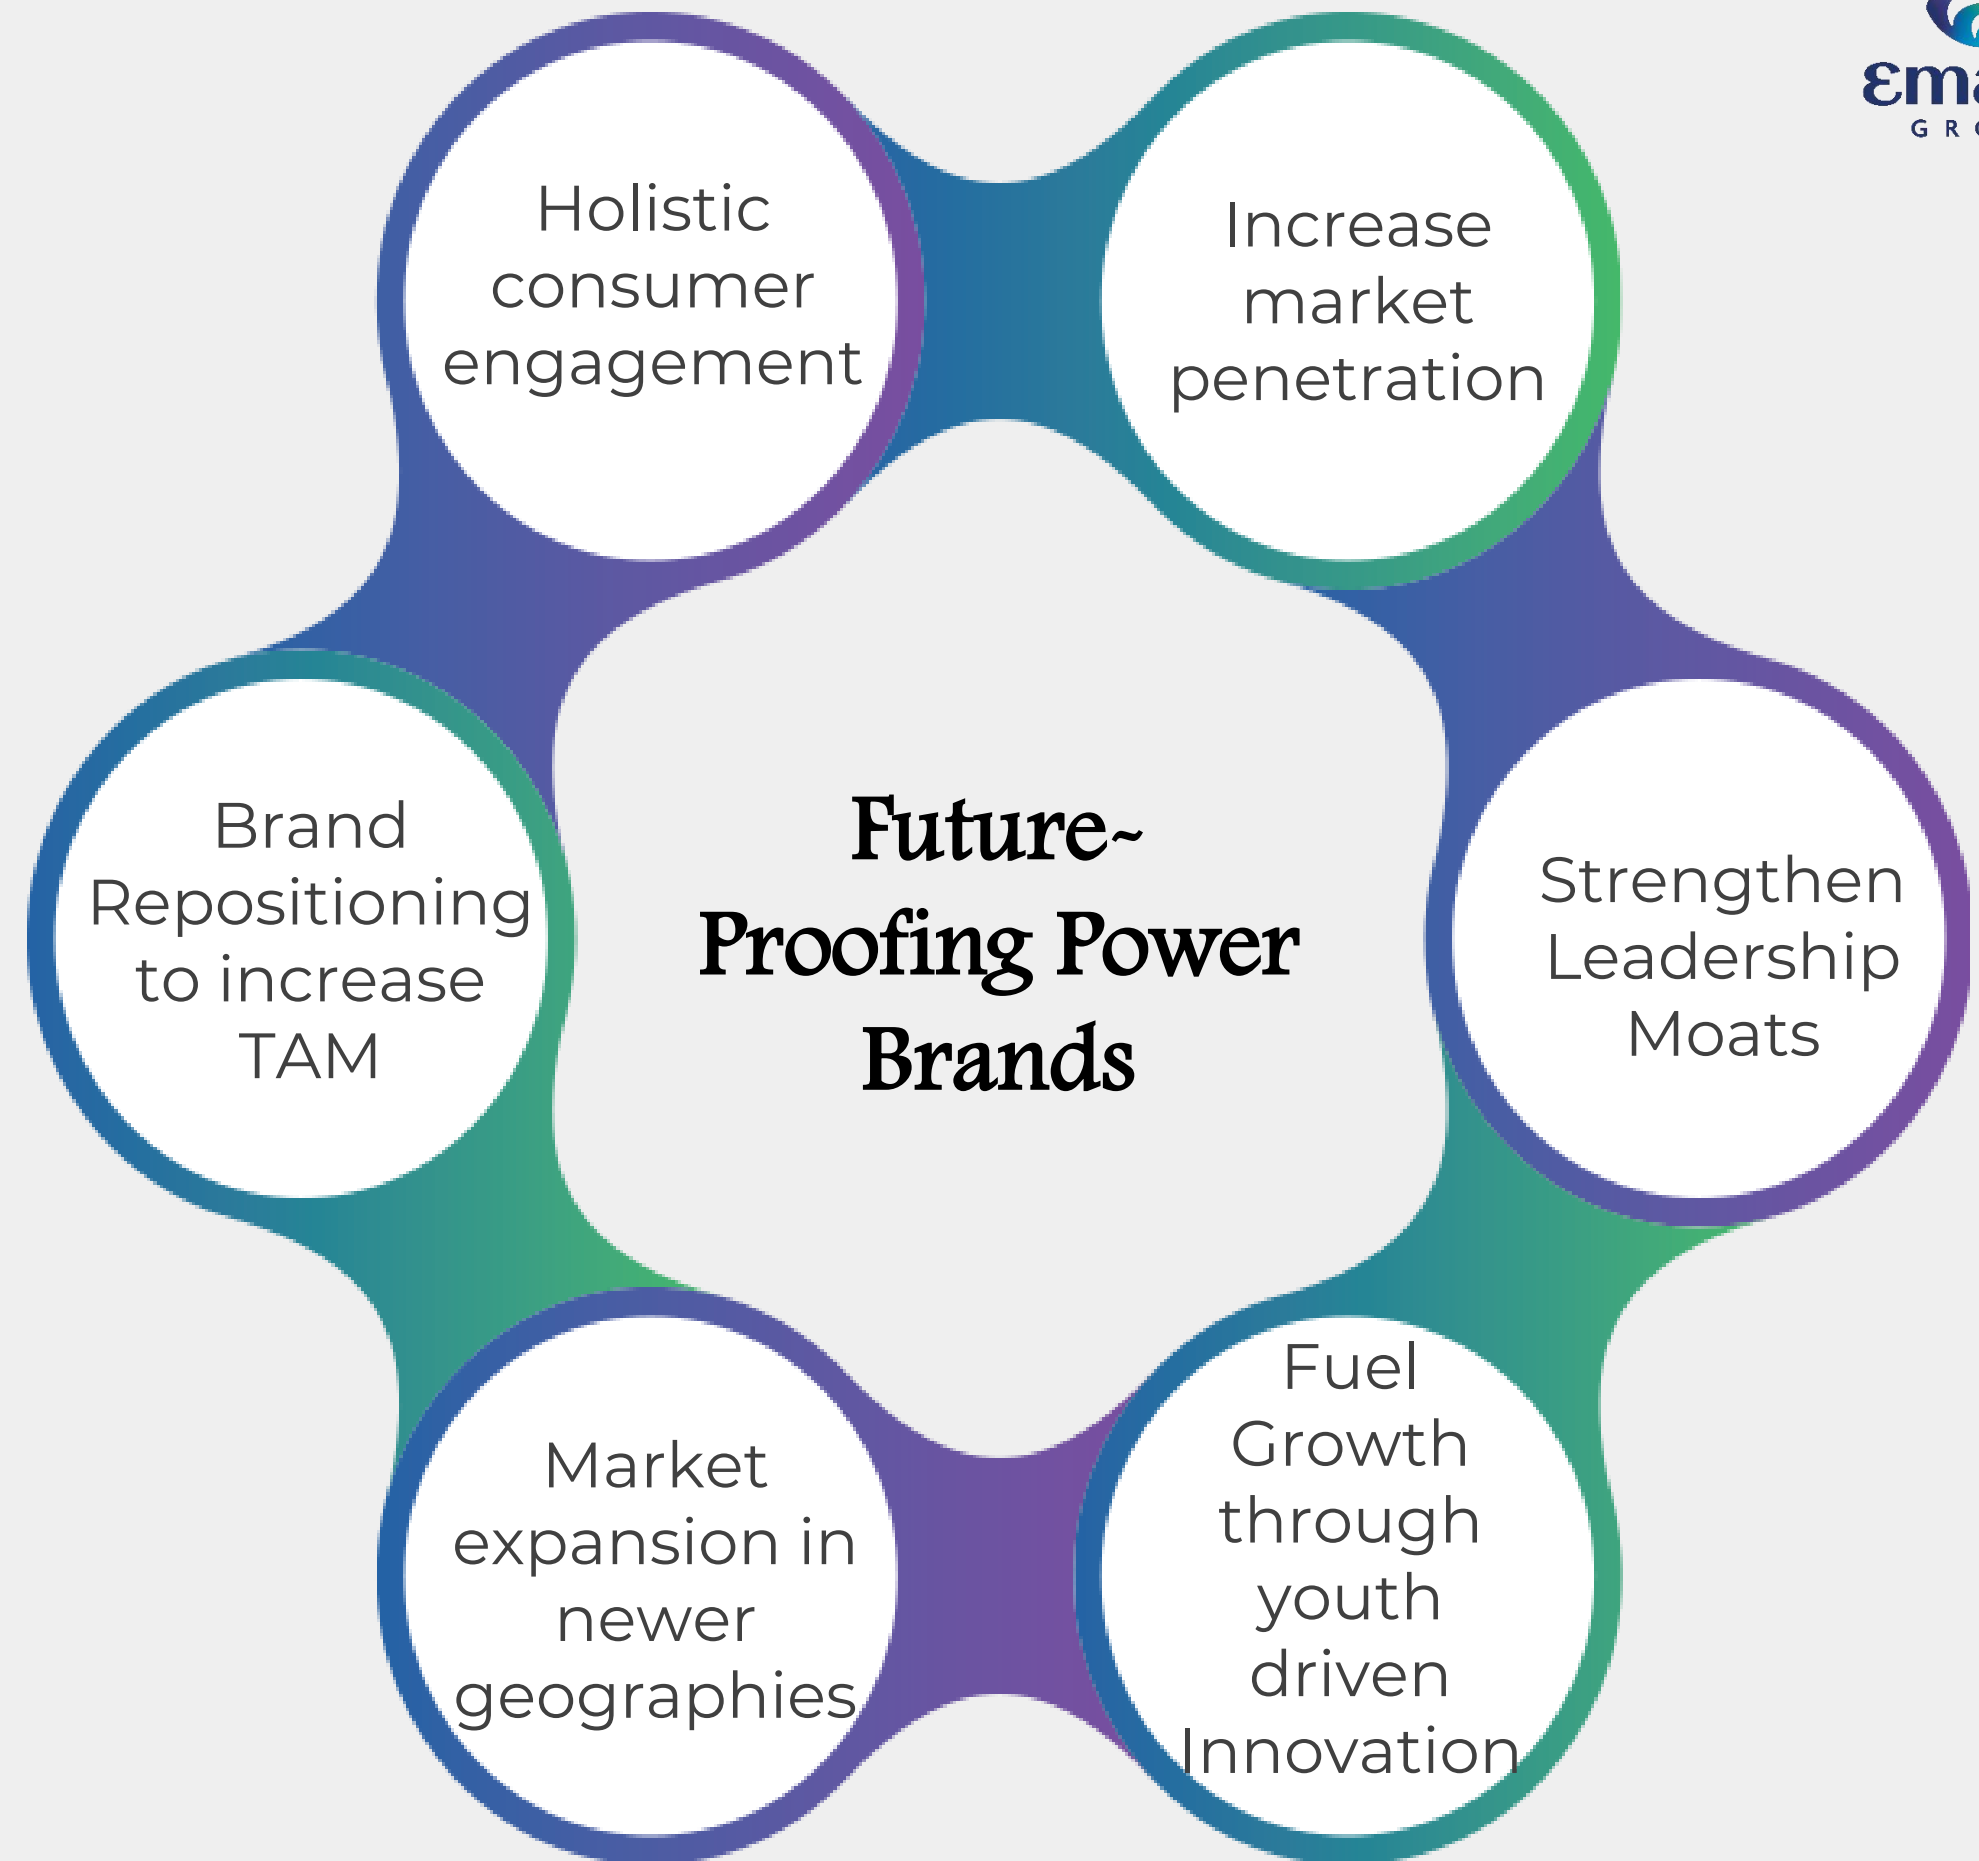 Holistic
consumer
engagement
Increase
market
penetration
Brand
Repositioning
to increase
TAM
Future-
Proofing Power
Brands
Strengthen
Leadership
Moats
Market
expansion in
newer
geographies
Fuel
Growth
through
youth
driven
Innovation